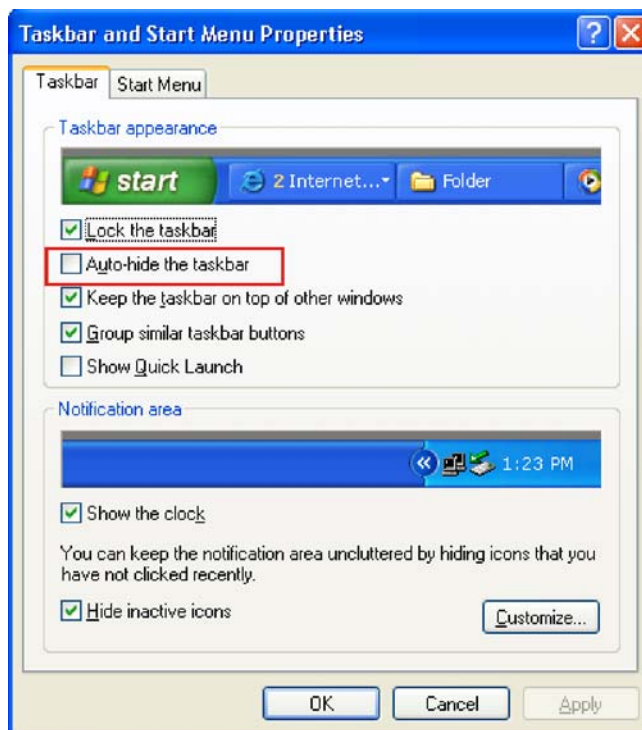 Taskbar and Start Menu Properties
Taskbar
Start Menu
Taskbar appearance
start
2 Internet...
Folder
Lock the taskbar
Auto-hide the taskbar
Keep the taskbar on top of other windows
Group similar taskbar buttons
Show Quick Launch
Notification area
1:23 PM
Show the clock
You can keep the notification area uncluttered by hiding icons that you
have not clicked recently.
Hide inactive icons
Customize...
OK
Cancel
Apply